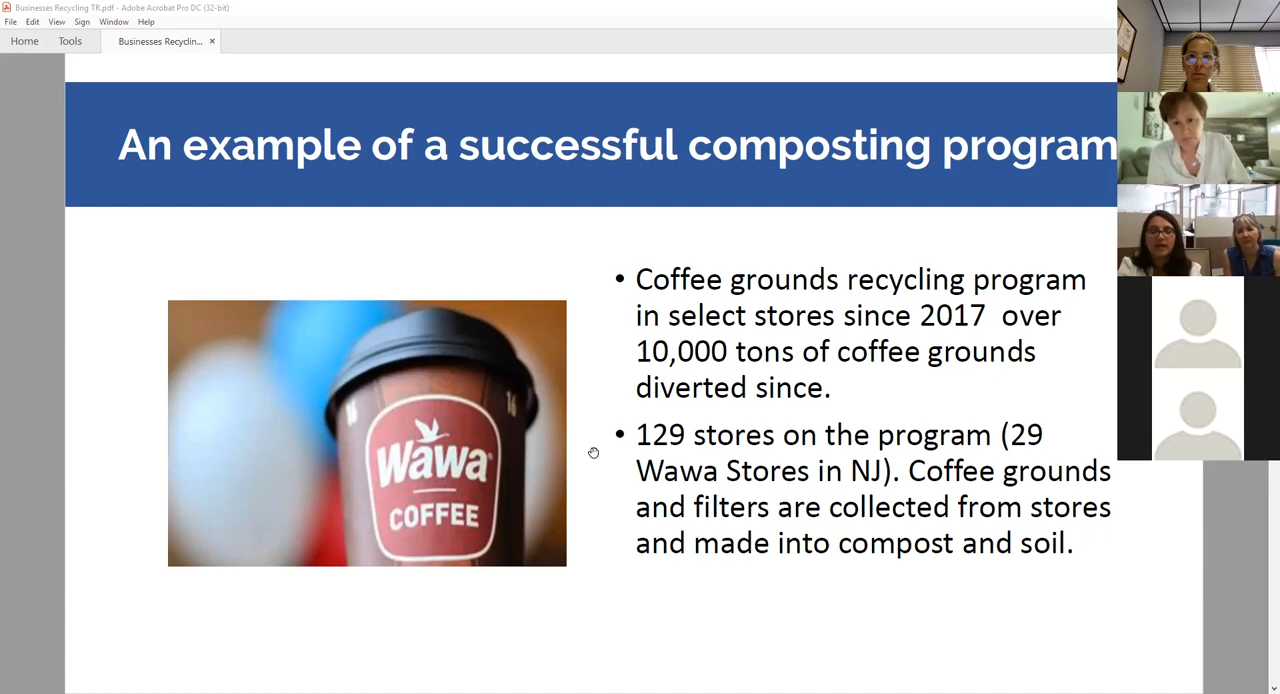 Businesses Recycling TR.pdf - Adobe Acrobat Pro DC (32-bit)
File Edit View Sign Window Help
Home Tools Businesses Recyclin... ×
An example of a successful composting program
• Coffee grounds recycling program
in select stores since 2017  over
10,000 tons of coffee grounds
diverted since.
• 129 stores on the program (29
Wawa Stores in NJ). Coffee grounds
and filters are collected from stores
and made into compost and soil.
16
Wawa®
COFFEE